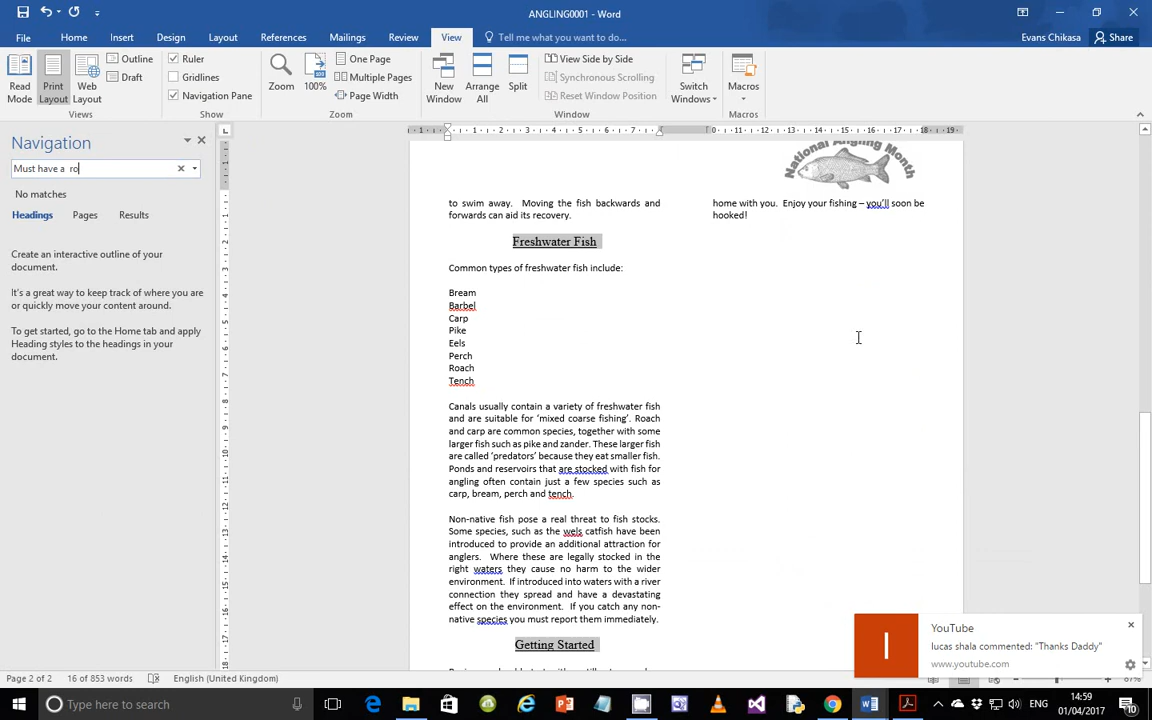 ANGLING0001 - Word
File Home Insert Design Layout References Mailings Review View Tell me what you want to do... Evans Chikasa Share
Read Mode
Print Layout
Web Layout
Outline
Draft
Views
Ruler
Gridlines
Navigation Pane
Show
Zoom
100%
One Page
Multiple Pages
Page Width
Zoom
New Window
Arrange All
Split
View Side by Side
Synchronous Scrolling
Reset Window Position
Window
Switch Windows
Macros
Macros
Navigation
Must have a  ro
No matches
Headings Pages Results
Create an interactive outline of your
document.
It's a great way to keep track of where you are
or quickly move your content around.
To get started, go to the Home tab and apply
Heading styles to the headings in your
document.
National Angling Month
to swim away.  Moving the fish backwards and
forwards can aid its recovery.
Freshwater Fish
Common types of freshwater fish include:
Bream
Barbel
Carp
Pike
Eels
Perch
Roach
Tench
Canals usually contain a variety of freshwater fish
and are suitable for ‘mixed coarse fishing’. Roach
and carp are common species, together with some
larger fish such as pike and zander. These larger fish
are called ‘predators’ because they eat smaller fish.
Ponds and reservoirs that are stocked with fish for
angling often contain just a few species such as
carp, bream, perch and tench.
Non-native fish pose a real threat to fish stocks.
Some species, such as the wels catfish have been
introduced to provide an additional attraction for
anglers.  Where these are legally stocked in the
right waters they cause no harm to the wider
environment.  If introduced into waters with a river
connection they spread and have a devastating
effect on the environment.  If you catch any non-
native species you must report them immediately.
Getting Started
home with you.  Enjoy your fishing – you’ll soon be
hooked!
I
YouTube
lucas shala commented: "Thanks Daddy"
www.youtube.com
Page 2 of 2 16 of 853 words English (United Kingdom) 87%
Type here to search
ENG
14:59
01/04/2017
10